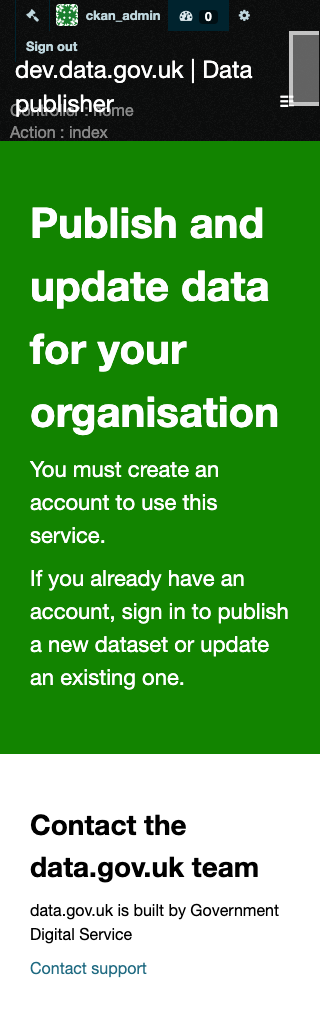 ckan_admin 0
Sign out
dev.data.gov.uk | Data
publisher
Controller : home
Action : index
Publish and
update data
for your
organisation
You must create an
account to use this
service.
If you already have an
account, sign in to publish
a new dataset or update
an existing one.
Contact the
data.gov.uk team
data.gov.uk is built by Government
Digital Service
Contact support